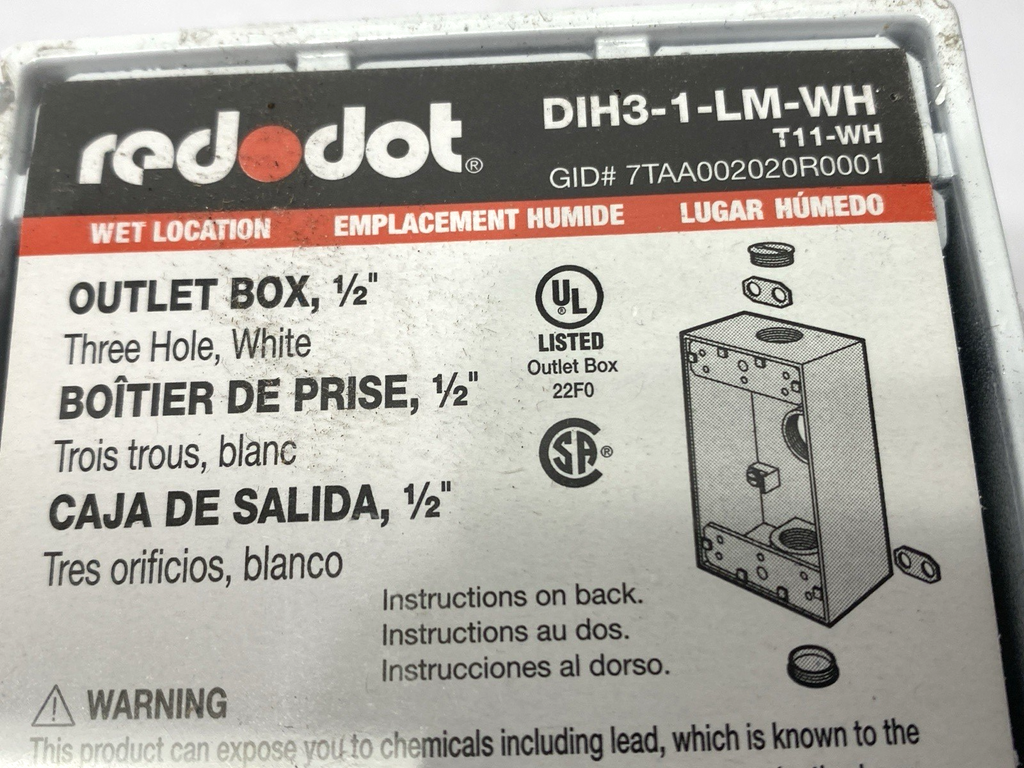 red dot®
DIH3-1-LM-WH
T11-WH
GID# 7TAA002020R0001
WET LOCATION EMPLACEMENT HUMIDE LUGAR HÚMEDO
OUTLET BOX, ½"
Three Hole, White
BOÎTIER DE PRISE, ½"
Trois trous, blanc
CAJA DE SALIDA, ½"
Tres orificios, blanco
UL®
LISTED
Outlet Box
22F0
CSA®
Instructions on back.
Instructions au dos.
Instrucciones al dorso.
⚠ WARNING
This product can expose you to chemicals including lead, which is known to the